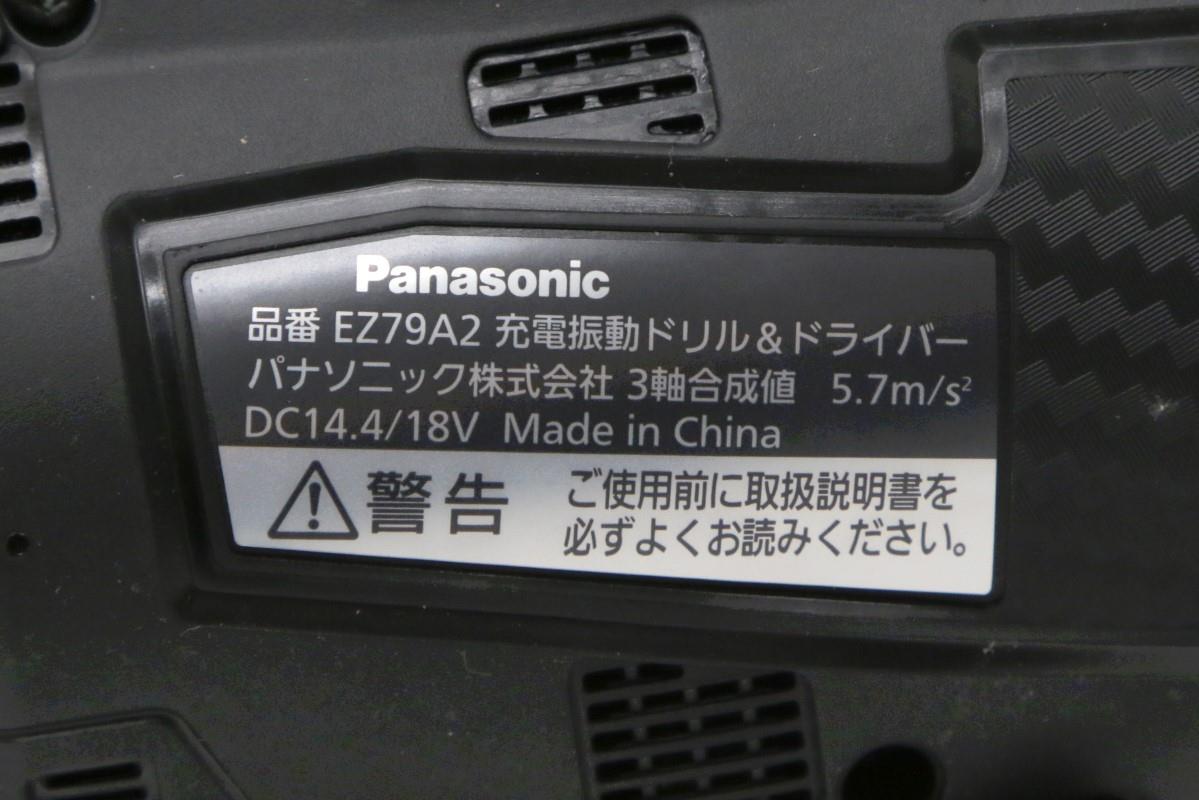 Panasonic
品番 EZ79A2 充電振動ドリル&ドライバー
パナソニック株式会社 3軸合成値 5.7m/s²
DC14.4/18V Made in China
警告
ご使用前に取扱説明書を
必ずよくお読みください。